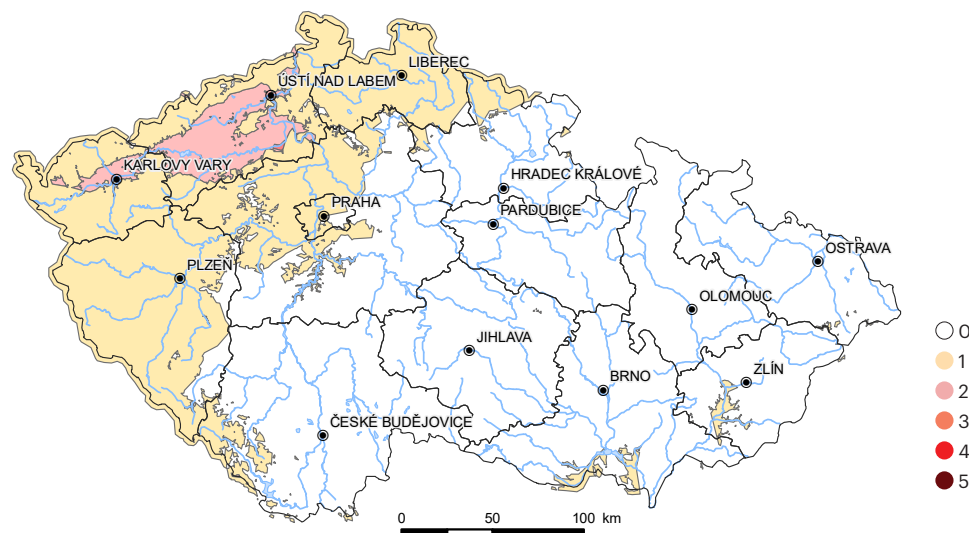 LIBEREC
ÚSTÍ NAD LABEM
KARLOVY VARY
HRADEC KRÁLOVÉ
PRAHA
PARDUBICE
OSTRAVA
PLZEŇ
OLOMOUC
JIHLAVA
ZLÍN
BRNO
ČESKÉ BUDĚJOVICE
0
1
2
3
4
5
0 50 100 km